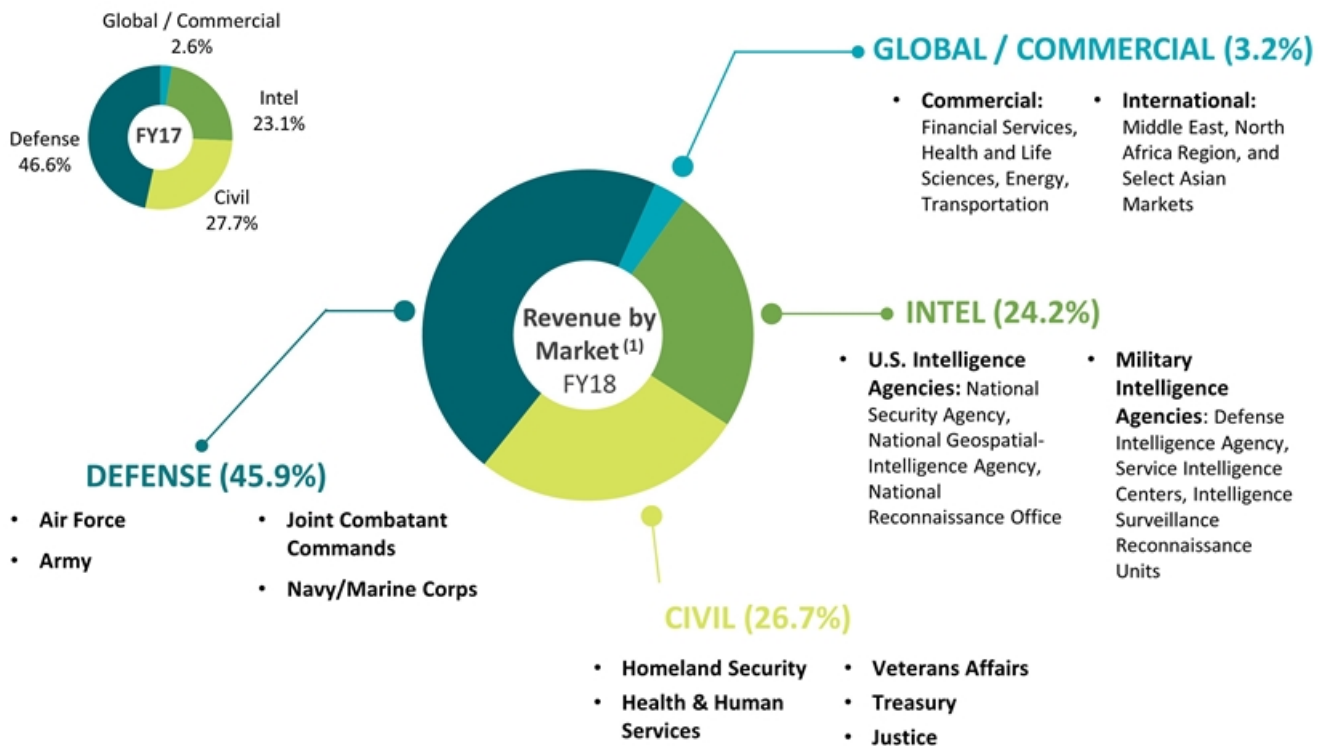 Global / Commercial
2.6%
Intel
23.1%
Defense
46.6%
FY17
Civil
27.7%
GLOBAL / COMMERCIAL (3.2%)
• Commercial:
Financial Services,
Health and Life
Sciences, Energy,
Transportation
• International:
Middle East, North
Africa Region, and
Select Asian
Markets
Revenue by
Market (1)
FY18
INTEL (24.2%)
• U.S. Intelligence
Agencies: National
Security Agency,
National Geospatial-
Intelligence Agency,
National
Reconnaissance Office
• Military
Intelligence
Agencies: Defense
Intelligence Agency,
Service Intelligence
Centers, Intelligence
Surveillance
Reconnaissance
Units
DEFENSE (45.9%)
• Air Force
• Army
• Joint Combatant
Commands
• Navy/Marine Corps
CIVIL (26.7%)
• Homeland Security
• Health & Human
Services
• Veterans Affairs
• Treasury
• Justice